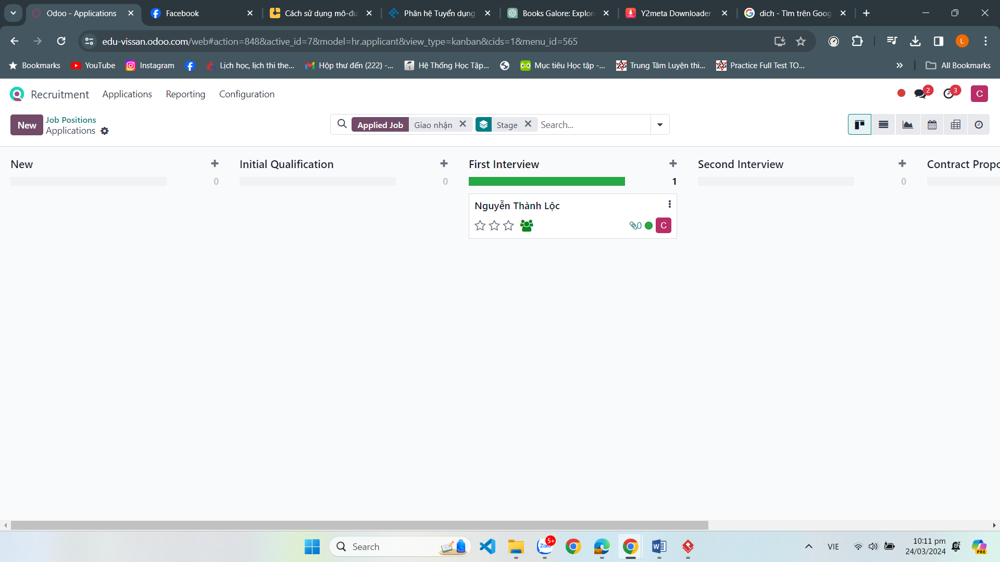 Odoo - Applications
Facebook
Cách sử dụng mô-đu
Phân hệ Tuyển dụng
Books Galore: Explor
Y2meta Downloader
dich - Tìm trên Goog
edu-vissan.odoo.com/web#action=848&active_id=7&model=hr.applicant&view_type=kanban&cids=1&menu_id=565
L
Bookmarks
YouTube
Instagram
Lịch học, lịch thi the...
Hộp thư đến (222) -...
Hệ Thống Học Tập...
Mục tiêu Học tập -...
Trung Tâm Luyện thi...
Practice Full Test TO...
All Bookmarks
Recruitment
Applications
Reporting
Configuration
2
3
C
New
Job Positions
Applications
Applied Job Giao nhận
Stage
Search...
New
0
Initial Qualification
0
First Interview
1
Second Interview
0
Contract Propo
Nguyễn Thành Lộc
0
C
Search
Zalo
5+
VIE
10:11 pm
24/03/2024
PRE